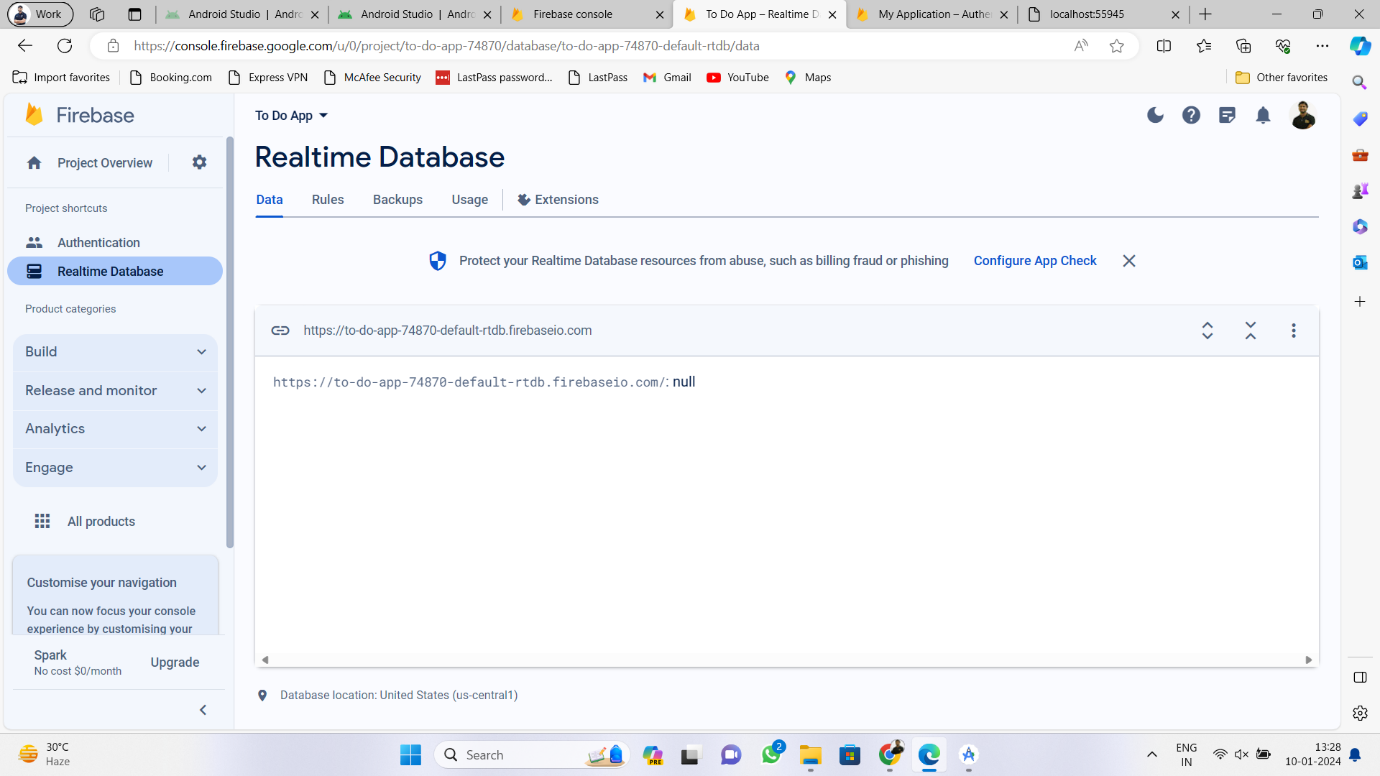 Work
Android Studio | Andro
Android Studio | Andro
Firebase console
To Do App – Realtime D
My Application – Authe
localhost:55945
https://console.firebase.google.com/u/0/project/to-do-app-74870/database/to-do-app-74870-default-rtdb/data
Import favorites
Booking.com
Express VPN
McAfee Security
LastPass password...
LastPass
Gmail
YouTube
Maps
Other favorites
Firebase
To Do App
Project Overview
Realtime Database
Project shortcuts
Data
Rules
Backups
Usage
Extensions
Authentication
Realtime Database
Protect your Realtime Database resources from abuse, such as billing fraud or phishing
Configure App Check
Product categories
Build
https://to-do-app-74870-default-rtdb.firebaseio.com
Release and monitor
https://to-do-app-74870-default-rtdb.firebaseio.com/: null
Analytics
Engage
All products
Customise your navigation
You can now focus your console
experience by customising your
Spark
No cost $0/month
Upgrade
Database location: United States (us-central1)
30°C
Haze
Search
PRE
2
ENG
IN
13:28
10-01-2024